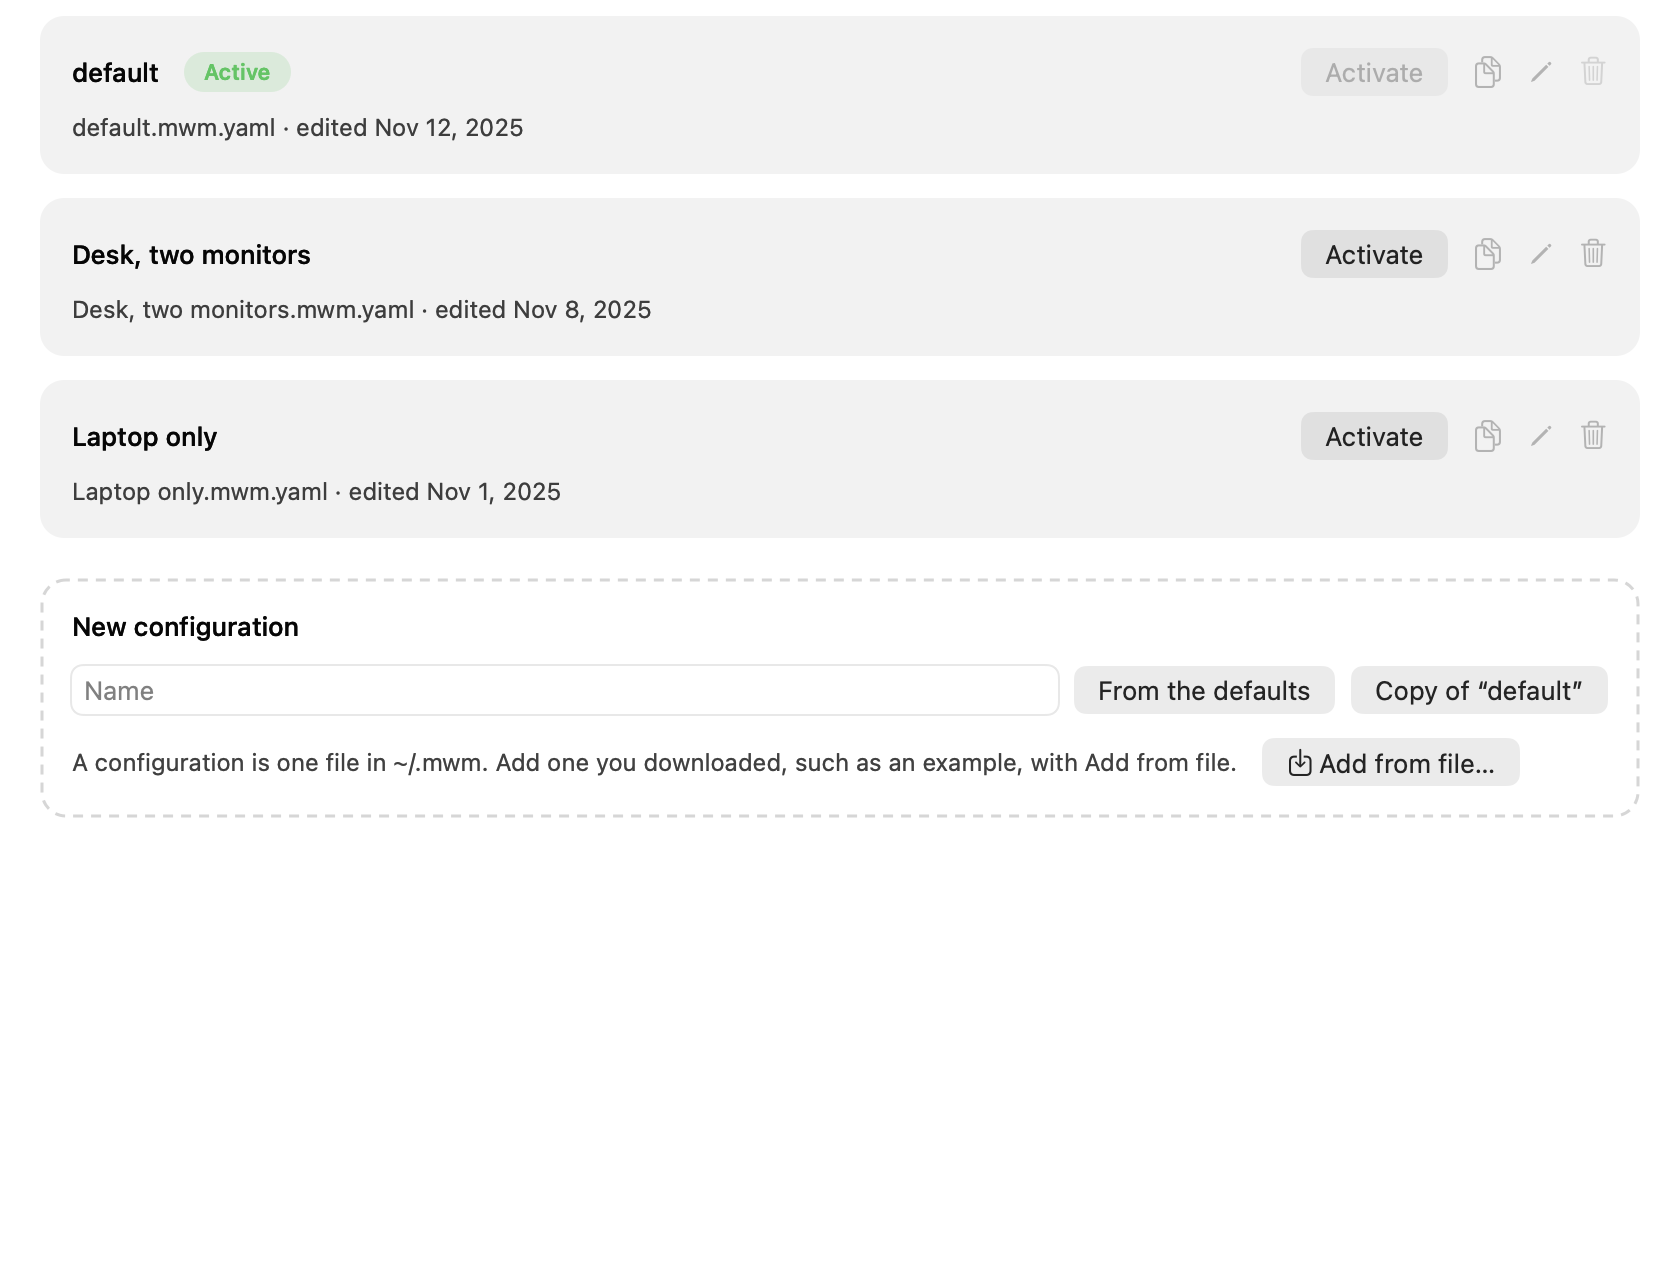 default Active Activate
default.mwm.yaml · edited Nov 12, 2025
Desk, two monitors Activate
Desk, two monitors.mwm.yaml · edited Nov 8, 2025
Laptop only Activate
Laptop only.mwm.yaml · edited Nov 1, 2025
New configuration
Name From the defaults Copy of “default”
A configuration is one file in ~/.mwm. Add one you downloaded, such as an example, with Add from file. Add from file...